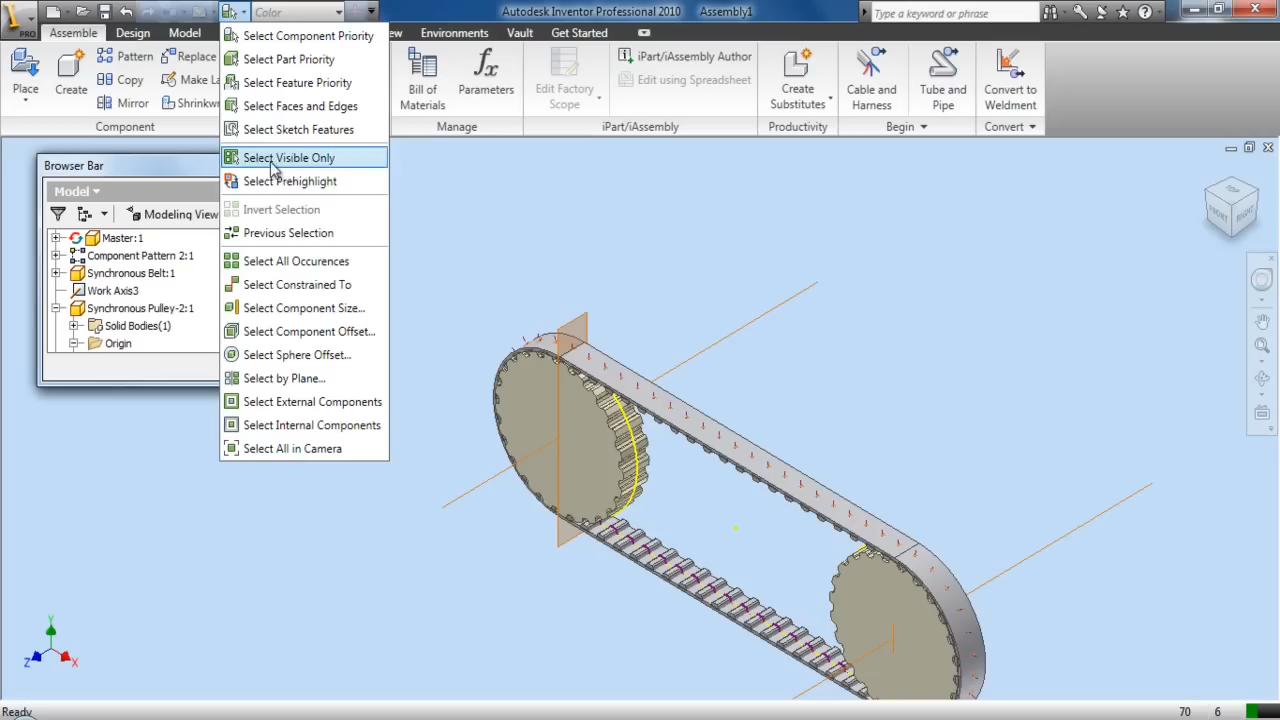 PRO
Color
Autodesk Inventor Professional 2010 Assembly1
Type a keyword or phrase
Assemble
Design
Model
Environments
Vault
Get Started
Place
Create
Pattern
Copy
Mirror
Replace
Make La
Shrinkw
Component
Bill of
Materials
Parameters
Manage
Edit Factory
Scope
iPart/iAssembly Author
Edit using Spreadsheet
iPart/iAssembly
Create
Substitutes
Productivity
Cable and
Harness
Tube and
Pipe
Begin
Convert to
Weldment
Convert
Select Component Priority
Select Part Priority
Select Feature Priority
Select Faces and Edges
Select Sketch Features
Select Visible Only
Select Prehighlight
Invert Selection
Previous Selection
Select All Occurences
Select Constrained To
Select Component Size...
Select Component Offset...
Select Sphere Offset...
Select by Plane...
Select External Components
Select Internal Components
Select All in Camera
Browser Bar
Model
Modeling View
Master:1
Component Pattern 2:1
Synchronous Belt:1
Work Axis3
Synchronous Pulley-2:1
Solid Bodies(1)
Origin
TOP
FRONT
RIGHT
Y
Z
X
Ready
70
6